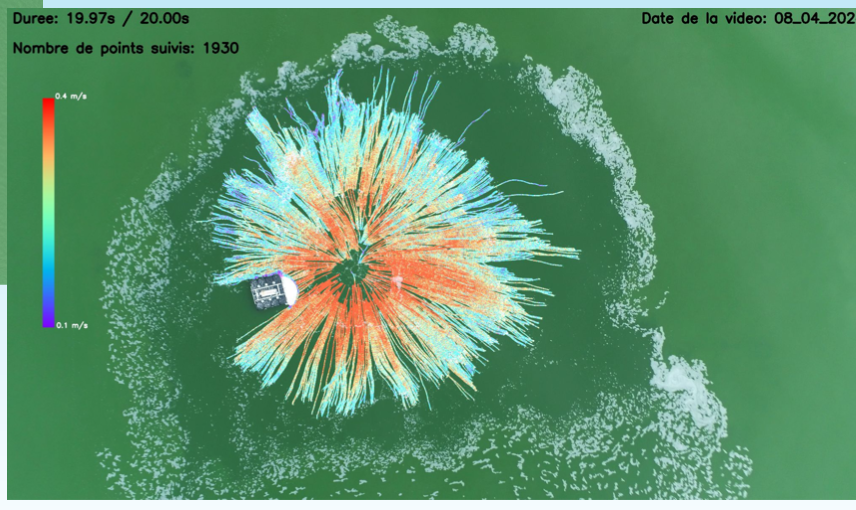 Duree: 19.97s / 20.00s
Date de la video: 08_04_202
Nombre de points suivis: 1930
0.4 m/s
0.1 m/s